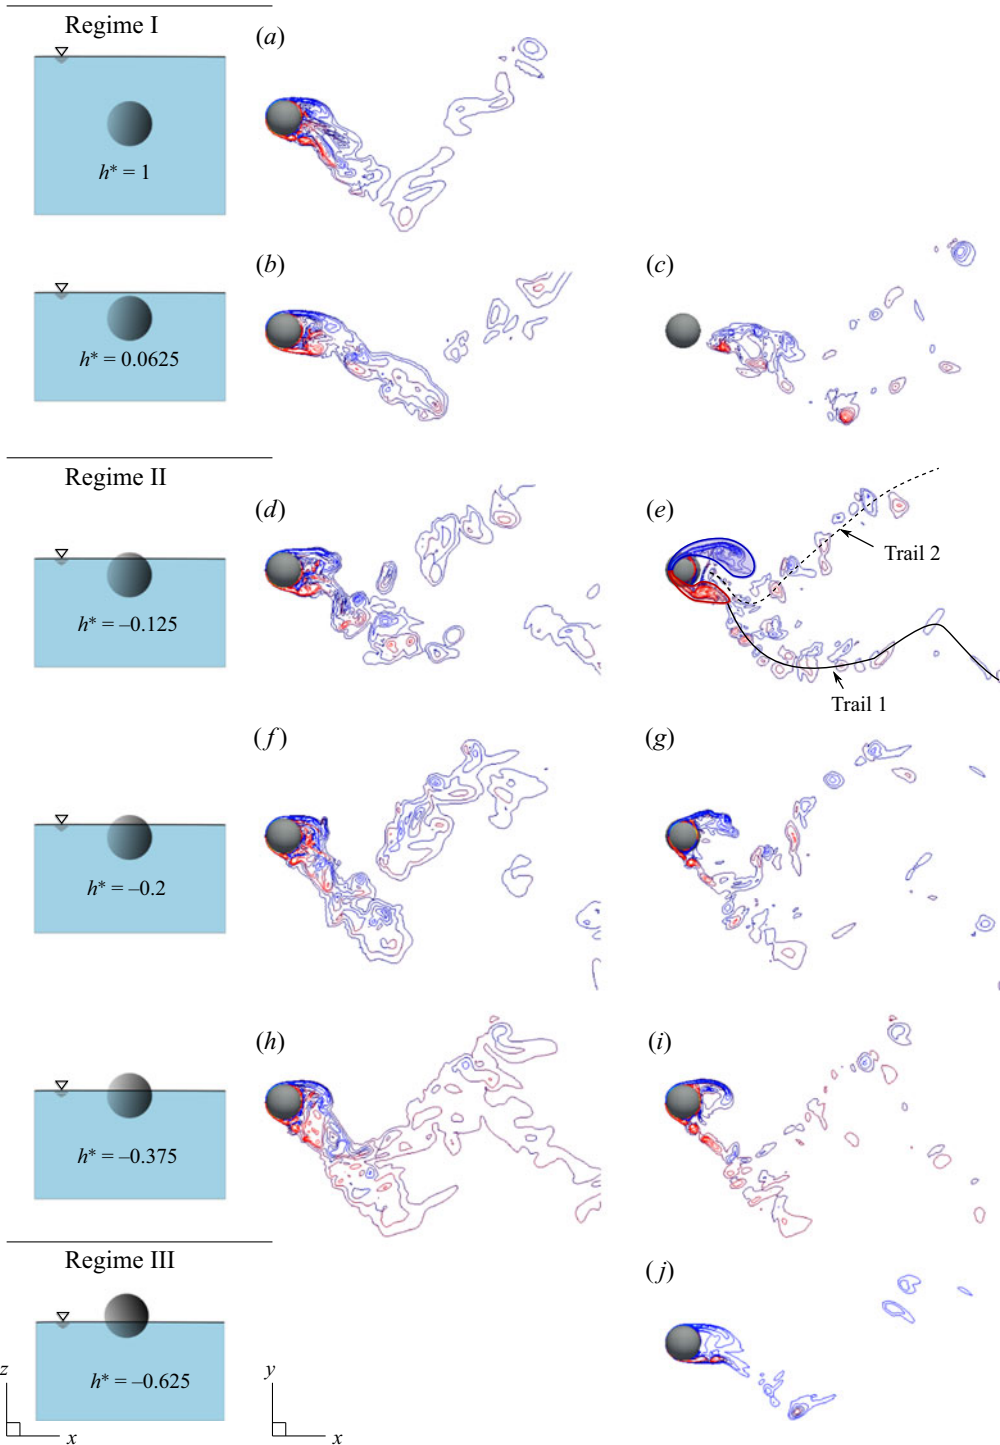 Regime I
(a)
h* = 1
(b)
(c)
h* = 0.0625
Regime II
(d)
(e)
Trail 2
h* = –0.125
Trail 1
(f)
(g)
h* = –0.2
(h)
(i)
h* = –0.375
Regime III
(j)
h* = –0.625
z
x
y
x